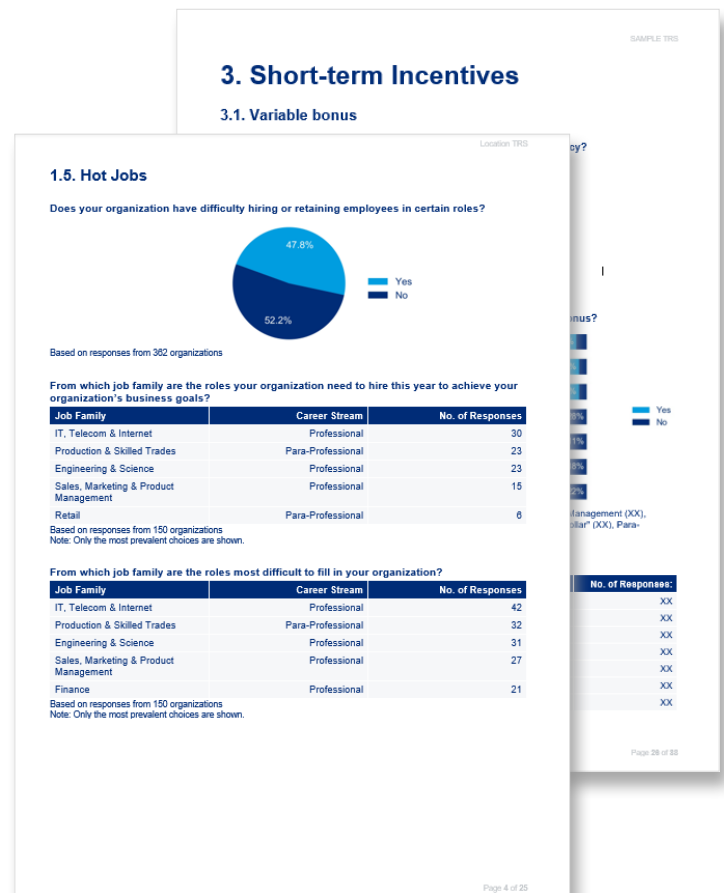 SAMPLE TRS
3. Short-term Incentives
3.1. Variable bonus
cy?
onus?
Yes
No
Management (XX),
ollar" (XX), Para-
No. of Responses:
XX
XX
XX
XX
XX
XX
XX
Page 28 of 38
Location TRS
1.5. Hot Jobs
Does your organization have difficulty hiring or retaining employees in certain roles?
47.8%
52.2%
Yes
No
Based on responses from 362 organizations
From which job family are the roles your organization need to hire this year to achieve your
organization's business goals?
Job Family Career Stream No. of Responses
IT, Telecom & Internet Professional 30
Production & Skilled Trades Para-Professional 23
Engineering & Science Professional 23
Sales, Marketing & Product Professional 15
Management
Retail Para-Professional 6
Based on responses from 150 organizations
Note: Only the most prevalent choices are shown.
From which job family are the roles most difficult to fill in your organization?
Job Family Career Stream No. of Responses
IT, Telecom & Internet Professional 42
Production & Skilled Trades Para-Professional 32
Engineering & Science Professional 31
Sales, Marketing & Product Professional 27
Management
Finance Professional 21
Based on responses from 150 organizations
Note: Only the most prevalent choices are shown.
Page 4 of 25